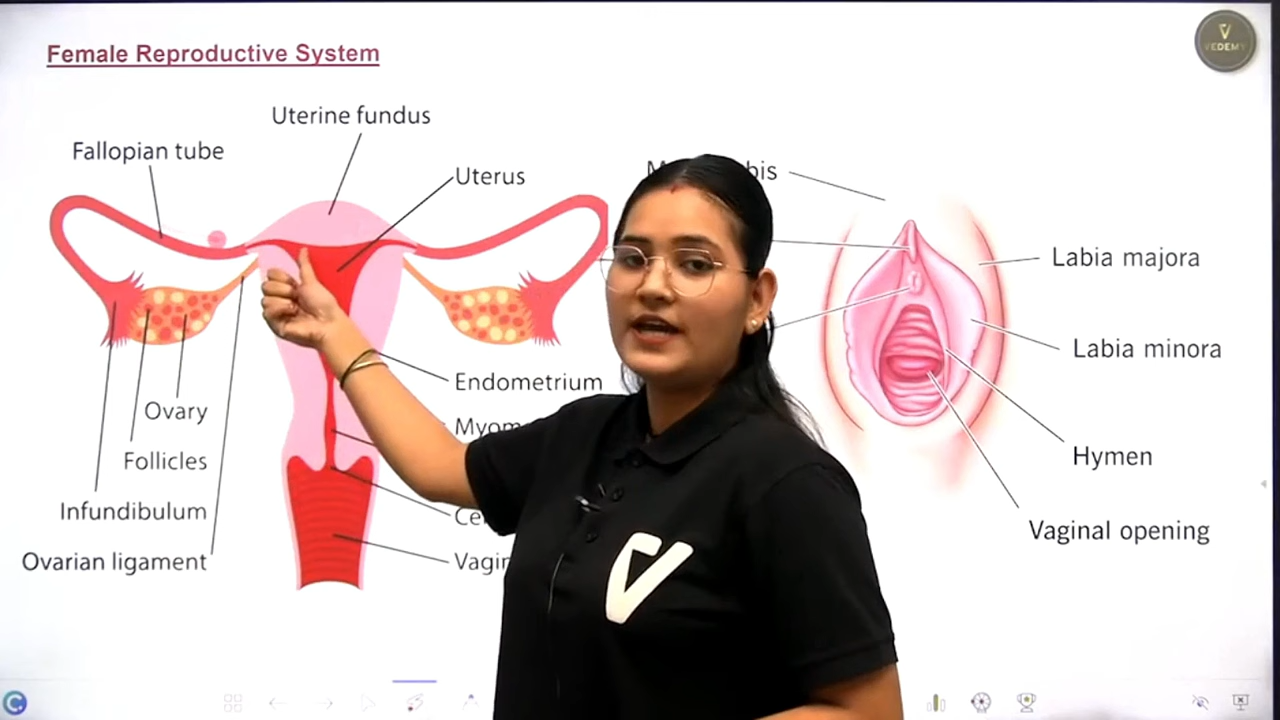 Female Reproductive System
VEDEMY
Uterine fundus
Fallopian tube
Uterus
Labia majora
Labia minora
Endometrium
Ovary
Follicles
Hymen
Infundibulum
Vaginal opening
Ovarian ligament